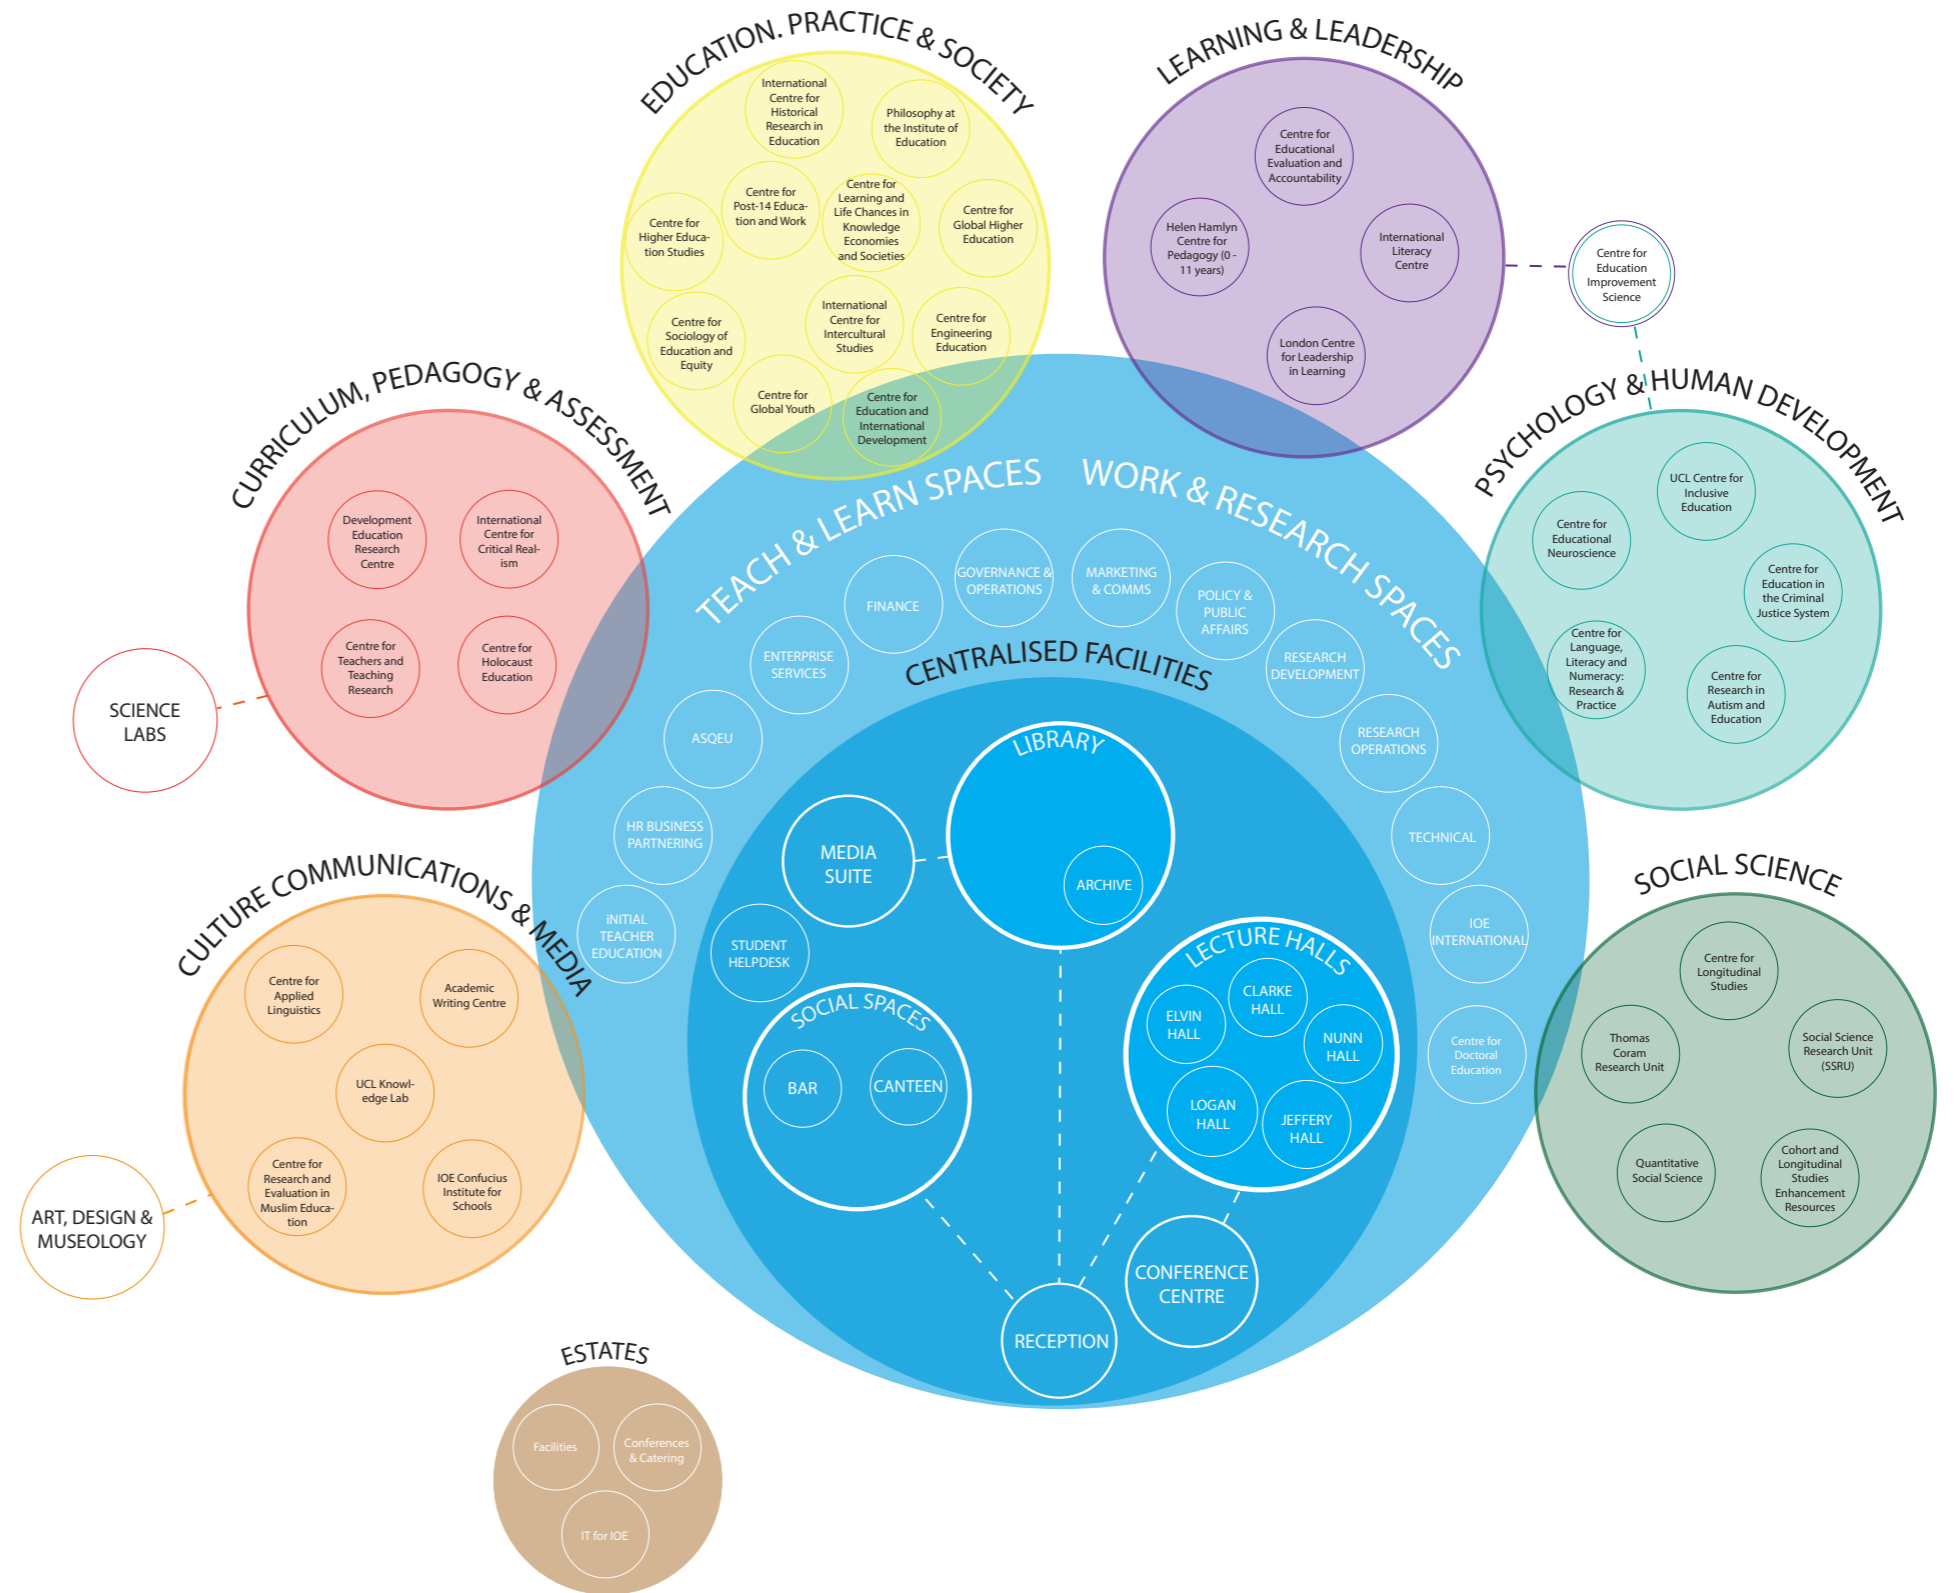 EDUCATION. PRACTICE & SOCIETY
International
Centre for
Historical
Research in
Education
Philosophy at
the Institute of
Education
Centre for
Post-14 Educa-
tion and Work
Centre for
Learning and
Life Chances in
Knowledge
Economies
and Societies
Centre for
Global Higher
Education
Centre for
Higher Educa-
tion Studies
International
Centre for
Intercultural
Studies
Centre for
Engineering
Education
Centre for
Sociology of
Education and
Equity
Centre for
Global Youth
Centre for
Education and
International
Development
LEARNING & LEADERSHIP
Centre for
Educational
Evaluation and
Accountability
Helen Hamlyn
Centre for
Pedagogy (0 -
11 years)
International
Literacy
Centre
London Centre
for Leadership
in Learning
Centre for
Education
Improvement
Science
CURRICULUM, PEDAGOGY & ASSESSMENT
Development
Education
Research
Centre
International
Centre for
Critical Real-
ism
Centre for
Teachers and
Teaching
Research
Centre for
Holocaust
Education
SCIENCE
LABS
PSYCHOLOGY & HUMAN DEVELOPMENT
UCL Centre for
Inclusive
Education
Centre for
Educational
Neuroscience
Centre for
Education in
the Criminal
Justice System
Centre for
Language,
Literacy and
Numeracy:
Research &
Practice
Centre for
Research in
Autism and
Education
TEACH & LEARN SPACES
WORK & RESEARCH SPACES
GOVERNANCE &
OPERATIONS
MARKETING
& COMMS
FINANCE
POLICY &
PUBLIC
AFFAIRS
ENTERPRISE
SERVICES
RESEARCH
DEVELOPMENT
ASQEU
RESEARCH
OPERATIONS
HR BUSINESS
PARTNERING
TECHNICAL
iNITIAL
TEACHER
EDUCATION
IOE
INTERNATIONAL
Centre for
Doctoral
Education
CENTRALISED FACILITIES
LIBRARY
ARCHIVE
MEDIA
SUITE
STUDENT
HELPDESK
SOCIAL SPACES
BAR
CANTEEN
LECTURE HALLS
CLARKE
HALL
ELVIN
HALL
NUNN
HALL
LOGAN
HALL
JEFFERY
HALL
CONFERENCE
CENTRE
RECEPTION
CULTURE COMMUNICATIONS & MEDIA
Centre for
Applied
Linguistics
Academic
Writing Centre
UCL Knowl-
edge Lab
Centre for
Research and
Evaluation in
Muslim Educa-
tion
IOE Confucius
Institute for
Schools
ART, DESIGN &
MUSEOLOGY
SOCIAL SCIENCE
Centre for
Longitudinal
Studies
Thomas
Coram
Research Unit
Social Science
Research Unit
(SSRU)
Quantitative
Social Science
Cohort and
Longitudinal
Studies
Enhancement
Resources
ESTATES
Facilities
Conferences
& Catering
IT for IOE